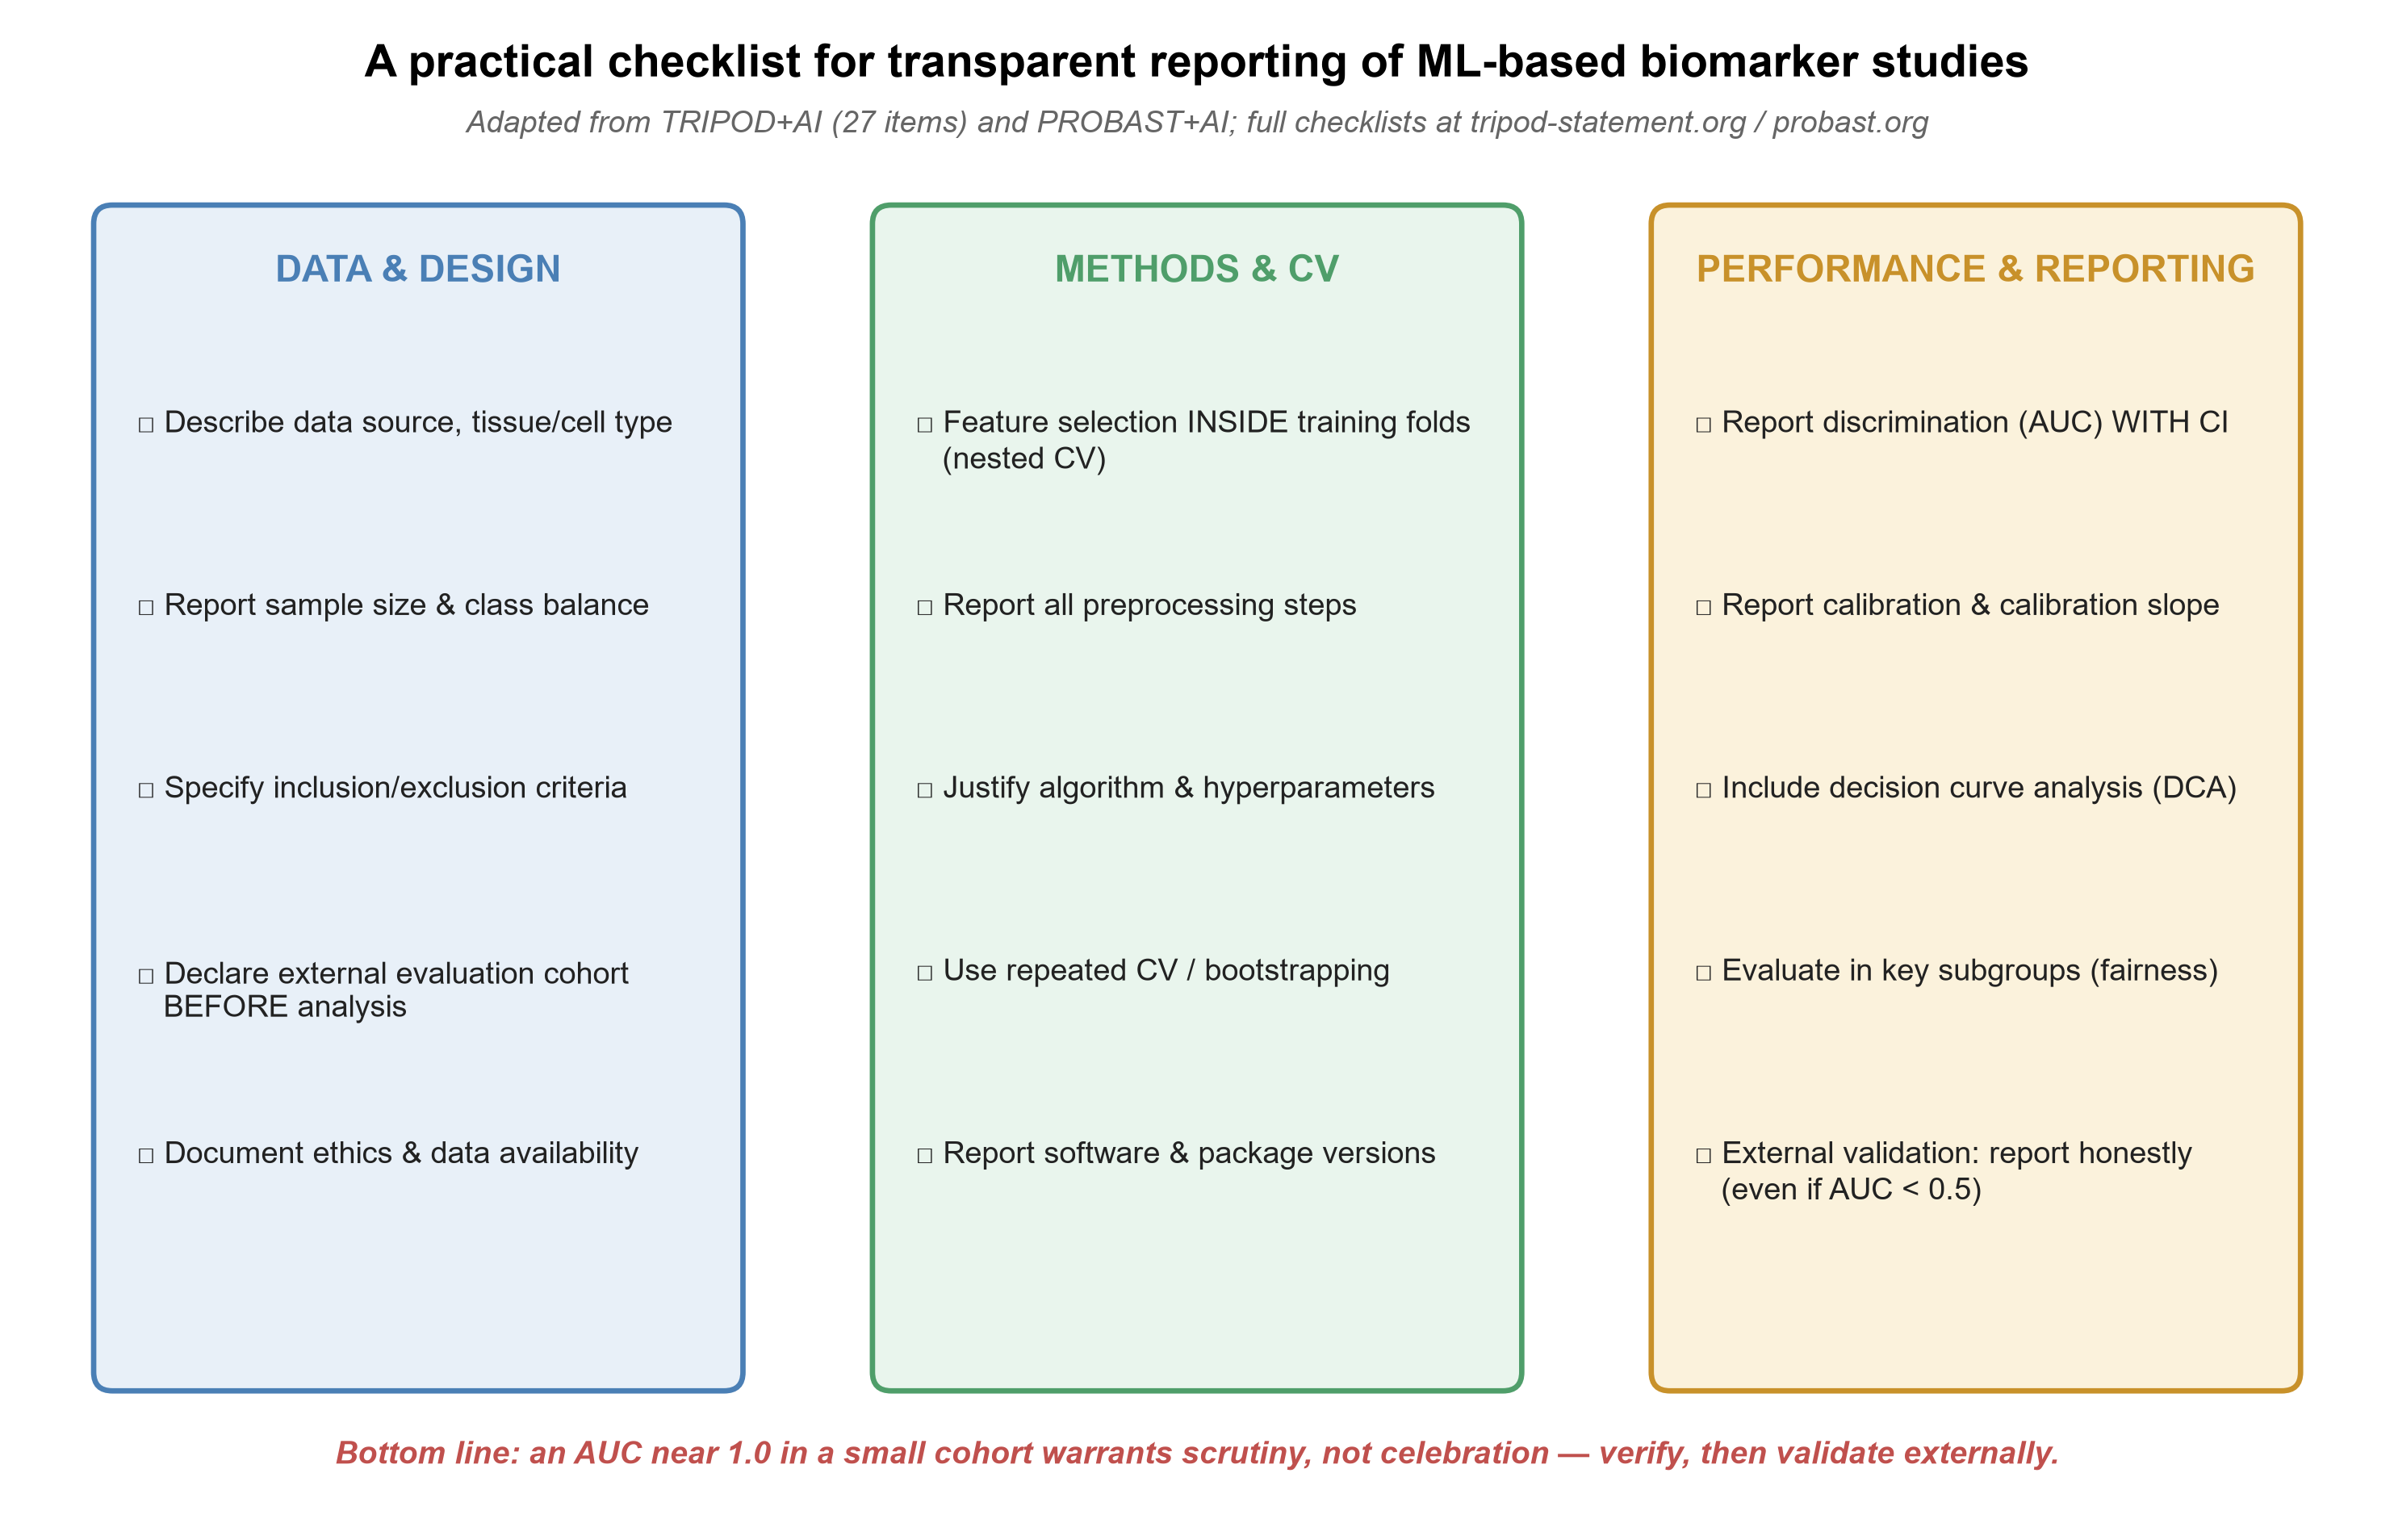 A practical checklist for transparent reporting of ML-based biomarker studies
Adapted from TRIPOD+AI (27 items) and PROBAST+AI; full checklists at tripod-statement.org / probast.org
DATA & DESIGN
□ Describe data source, tissue/cell type
□ Report sample size & class balance
□ Specify inclusion/exclusion criteria
□ Declare external evaluation cohort
BEFORE analysis
□ Document ethics & data availability
METHODS & CV
□ Feature selection INSIDE training folds
(nested CV)
□ Report all preprocessing steps
□ Justify algorithm & hyperparameters
□ Use repeated CV / bootstrapping
□ Report software & package versions
PERFORMANCE & REPORTING
□ Report discrimination (AUC) WITH CI
□ Report calibration & calibration slope
□ Include decision curve analysis (DCA)
□ Evaluate in key subgroups (fairness)
□ External validation: report honestly
(even if AUC < 0.5)
Bottom line: an AUC near 1.0 in a small cohort warrants scrutiny, not celebration — verify, then validate externally.